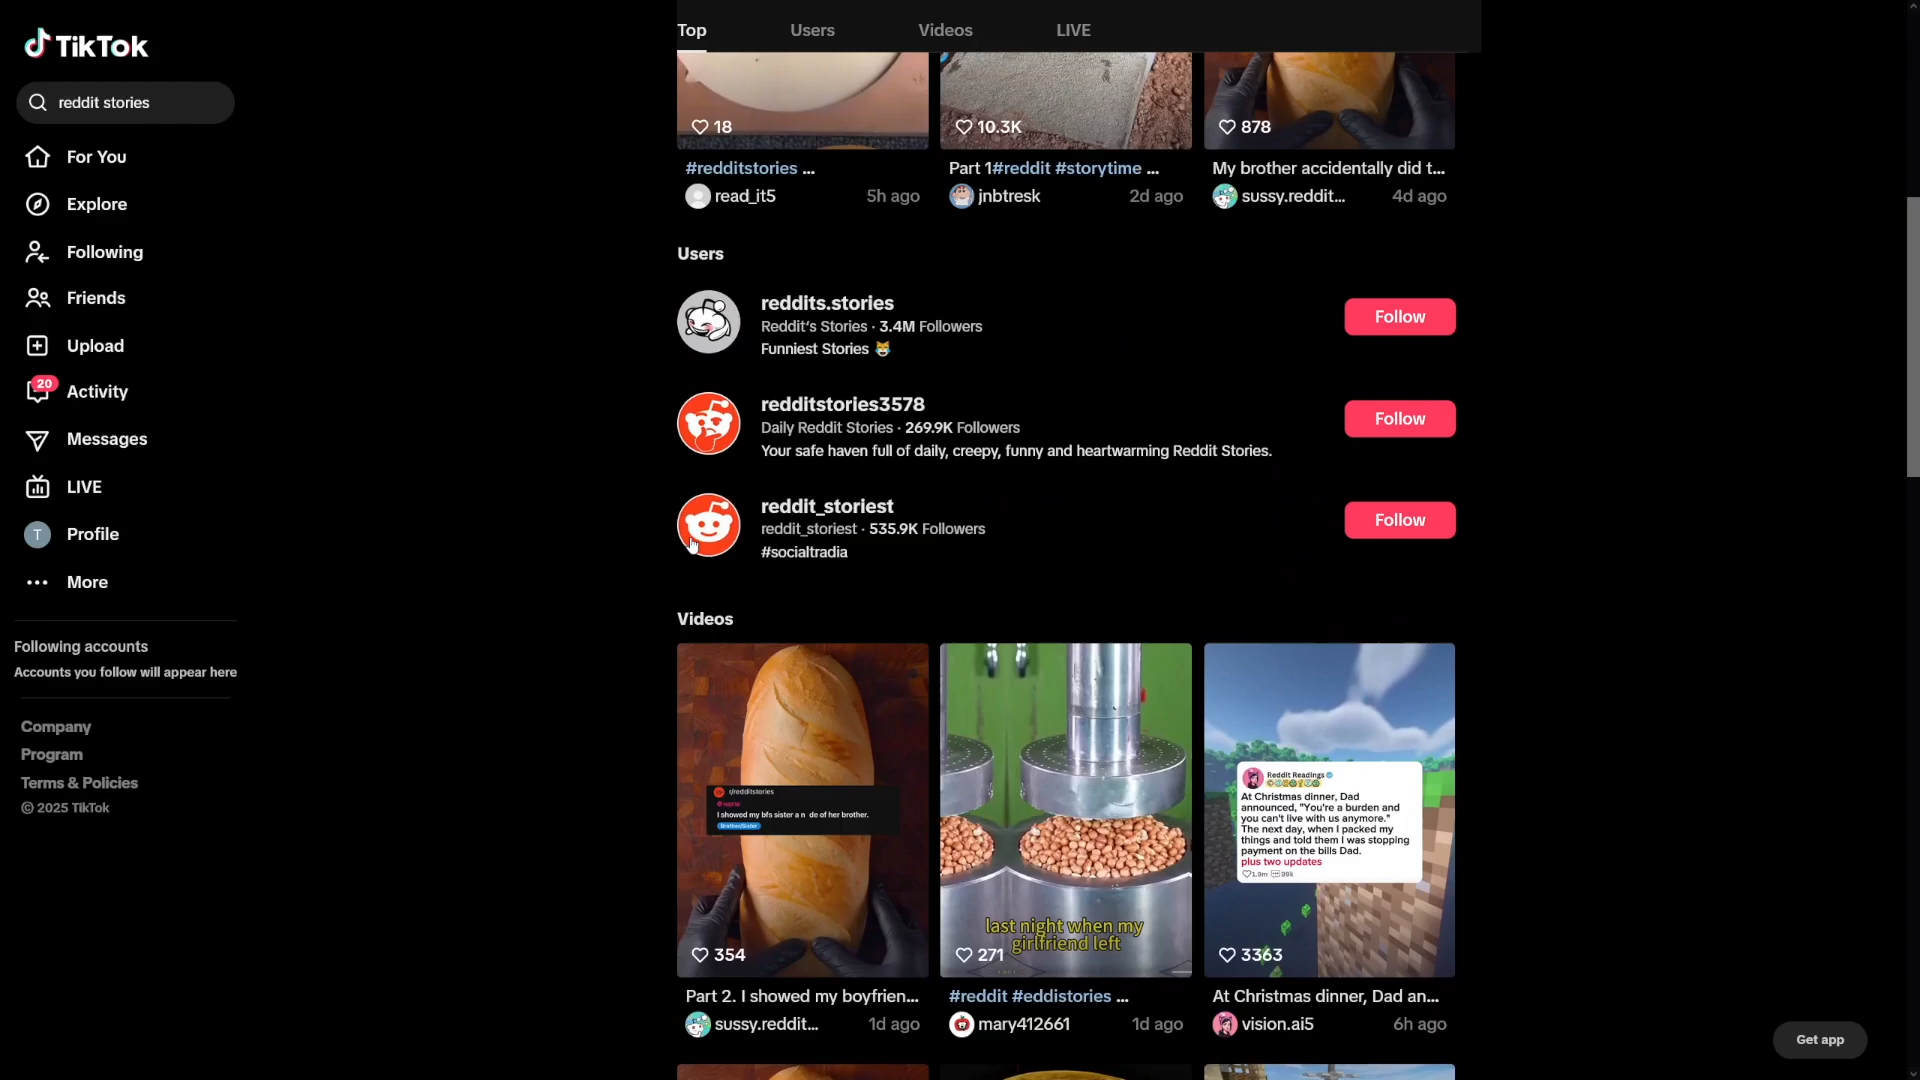 TikTok
reddit stories
For You
Explore
Following
Friends
Upload
20
Activity
Messages
LIVE
T
Profile
More
Following accounts
Accounts you follow will appear here
Company
Program
Terms & Policies
© 2025 TikTok
Top
Users
Videos
LIVE
18
10.3K
878
#redditstories ...
Part 1#reddit #storytime ...
My brother accidentally did t...
read_it5
5h ago
jnbtresk
2d ago
sussy.reddit...
4d ago
Users
reddits.stories
Reddit's Stories · 3.4M Followers
Funniest Stories 😹
Follow
redditstories3578
Daily Reddit Stories · 269.9K Followers
Your safe haven full of daily, creepy, funny and heartwarming Reddit Stories.
Follow
reddit_storiest
reddit_storiest · 535.9K Followers
#socialtradia
Follow
Videos
r/redditstories
NSFW
I showed my bfs sister a n de of her brother.
Brother/Sister
354
last night when my
girlfriend left
271
Reddit Readings
At Christmas dinner, Dad
announced, "You're a burden and
you can't live with us anymore."
The next day, when I packed my
things and told them I was stopping
payment on the bills Dad.
plus two updates
3363
Part 2. I showed my boyfrien...
#reddit #eddistories ...
At Christmas dinner, Dad an...
sussy.reddit...
1d ago
mary412661
1d ago
vision.ai5
6h ago
Get app